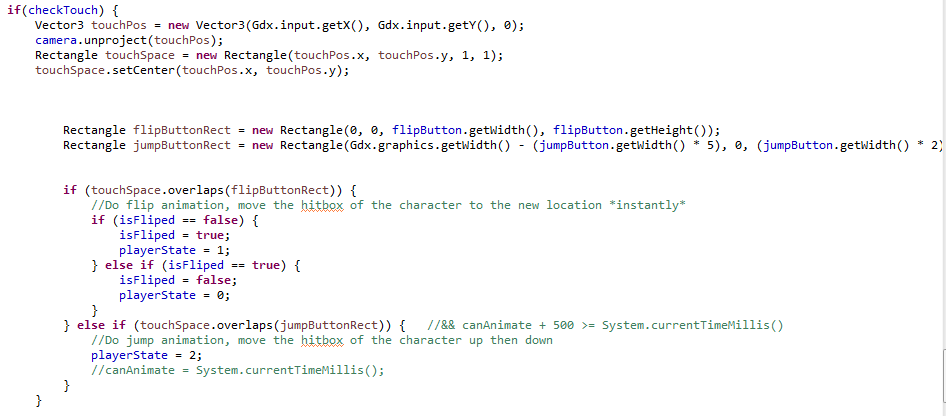 if(checkTouch) {
Vector3 touchPos = new Vector3(Gdx.input.getX(), Gdx.input.getY(), 0);
camera.unproject(touchPos);
Rectangle touchSpace = new Rectangle(touchPos.x, touchPos.y, 1, 1);
touchSpace.setCenter(touchPos.x, touchPos.y);
Rectangle flipButtonRect = new Rectangle(0, 0, flipButton.getWidth(), flipButton.getHeight());
Rectangle jumpButtonRect = new Rectangle(Gdx.graphics.getWidth() - (jumpButton.getWidth() * 5), 0, (jumpButton.getWidth() * 2)
if (touchSpace.overlaps(flipButtonRect)) {
//Do flip animation, move the hitbox of the character to the new location *instantly*
if (isFliped == false) {
isFliped = true;
playerState = 1;
} else if (isFliped == true) {
isFliped = false;
playerState = 0;
}
} else if (touchSpace.overlaps(jumpButtonRect)) { //&& canAnimate + 500 >= System.currentTimeMillis()
//Do jump animation, move the hitbox of the character up then down
playerState = 2;
//canAnimate = System.currentTimeMillis();
}
}